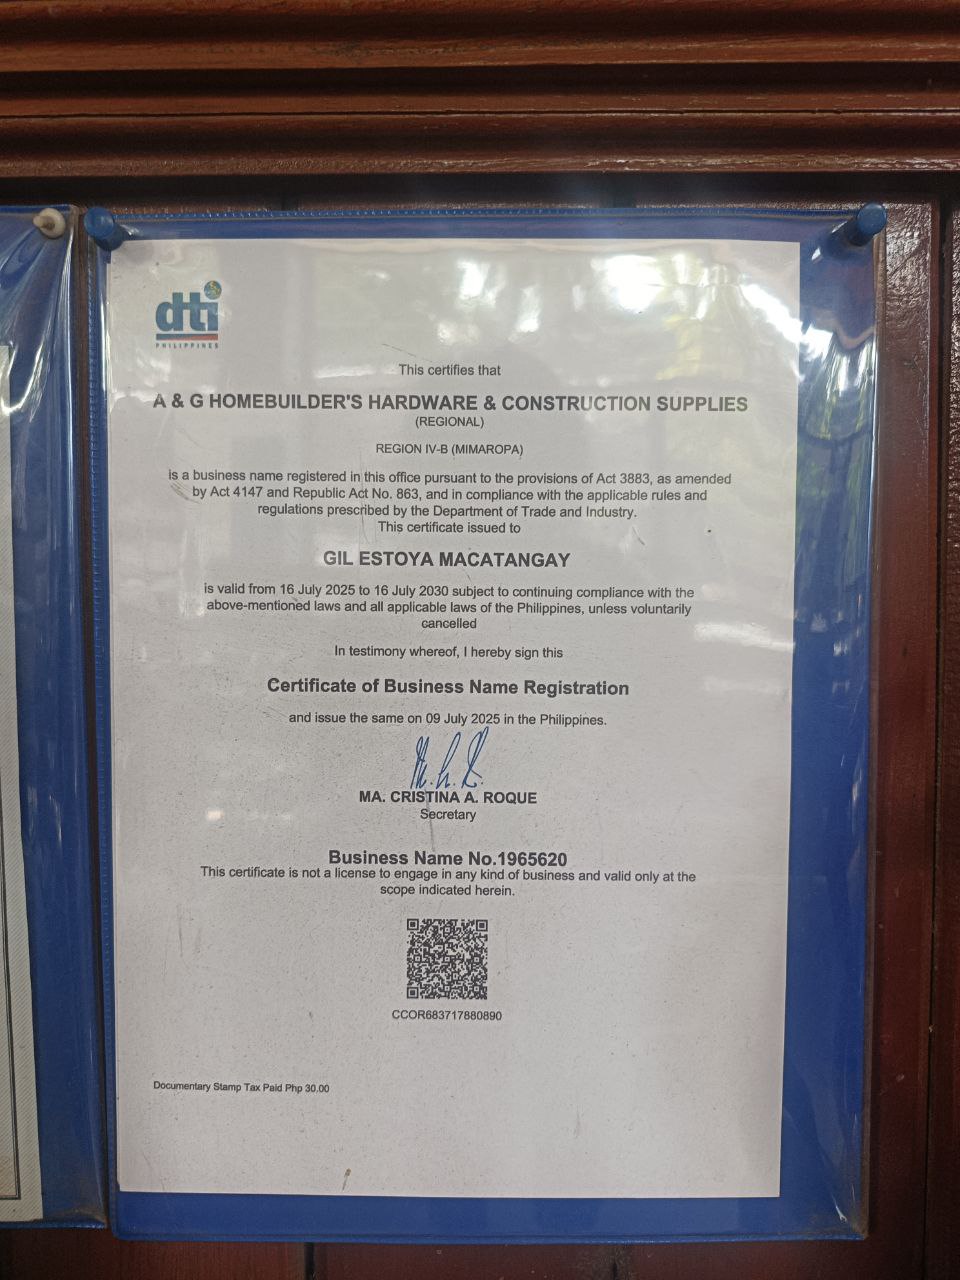 dti
PHILIPPINES
This certifies that
A & G HOMEBUILDER'S HARDWARE & CONSTRUCTION SUPPLIES
(REGIONAL)
REGION IV-B (MIMAROPA)
is a business name registered in this office pursuant to the provisions of Act 3883, as amended
by Act 4147 and Republic Act No. 863, and in compliance with the applicable rules and
regulations prescribed by the Department of Trade and Industry.
This certificate issued to
GIL ESTOYA MACATANGAY
is valid from 16 July 2025 to 16 July 2030 subject to continuing compliance with the
above-mentioned laws and all applicable laws of the Philippines, unless voluntarily
cancelled
In testimony whereof, I hereby sign this
Certificate of Business Name Registration
and issue the same on 09 July 2025 in the Philippines.
MA. CRISTINA A. ROQUE
Secretary
Business Name No.1965620
This certificate is not a license to engage in any kind of business and valid only at the
scope indicated herein.
CCOR683717880890
Documentary Stamp Tax Paid Php 30.00